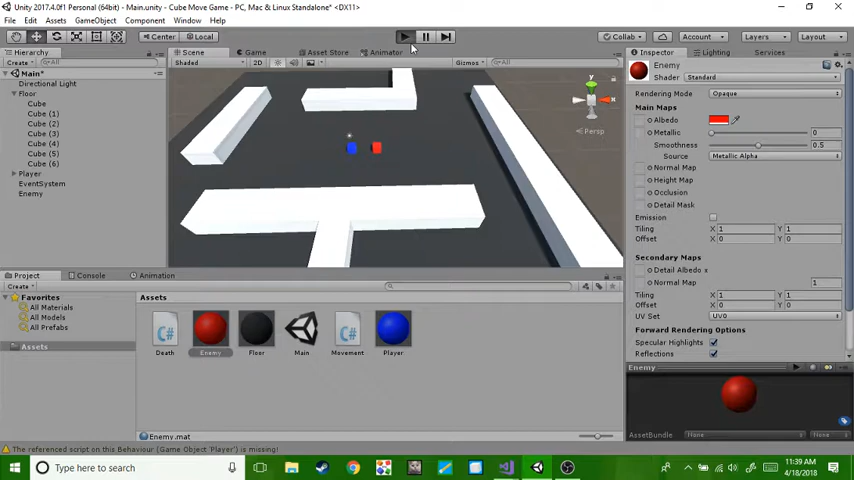 Unity 2017.4.0f1 Personal (64bit) - Main.unity - Cube Move Game - PC, Mac & Linux Standalone* <DX11>
File Edit Assets GameObject Component Window Help
Center Local Collab Account Layers Layout
Hierarchy Scene Game Asset Store Animator Inspector Lighting Services
Create All Shaded 2D Gizmos All
Main*
Directional Light
Floor
Cube
Cube (1)
Cube (2)
Cube (3)
Cube (4)
Cube (5)
Cube (6)
Player
EventSystem
Enemy
y
x
Persp
Enemy
Shader Standard
Rendering Mode Opaque
Main Maps
Albedo
Metallic 0
Smoothness 0.5
Source Metallic Alpha
Normal Map
Height Map
Occlusion
Detail Mask
Emission
Tiling X 1 Y 1
Offset X 0 Y 0
Secondary Maps
Detail Albedo x
Normal Map 1
Tiling X 1 Y 1
Offset X 0 Y 0
UV Set UV0
Forward Rendering Options
Specular Highlights
Reflections
Enemy
AssetBundle None None
Project Console Animation
Create
Favorites
All Materials
All Models
All Prefabs
Assets
Assets
C# C#
Death Enemy Floor Main Movement Player
Enemy.mat
The referenced script on this Behaviour (Game Object 'Player') is missing!
Type here to search
11:39 AM
4/18/2018